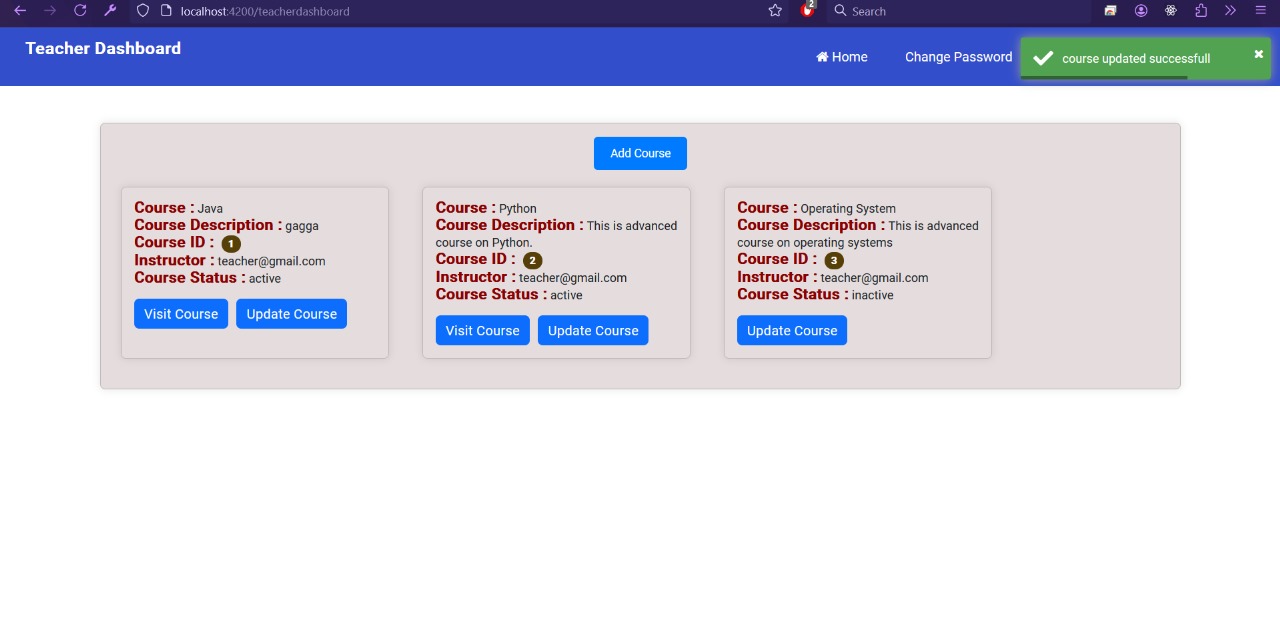 localhost:4200/teacherdashboard
2
Search
Teacher Dashboard
Home
Change Password
course updated successfull
Add Course
Course : Java
Course Description : gagga
Course ID : 1
Instructor : teacher@gmail.com
Course Status : active
Visit Course
Update Course
Course : Python
Course Description : This is advanced
course on Python.
Course ID : 2
Instructor : teacher@gmail.com
Course Status : active
Visit Course
Update Course
Course : Operating System
Course Description : This is advanced
course on operating systems
Course ID : 3
Instructor : teacher@gmail.com
Course Status : inactive
Update Course